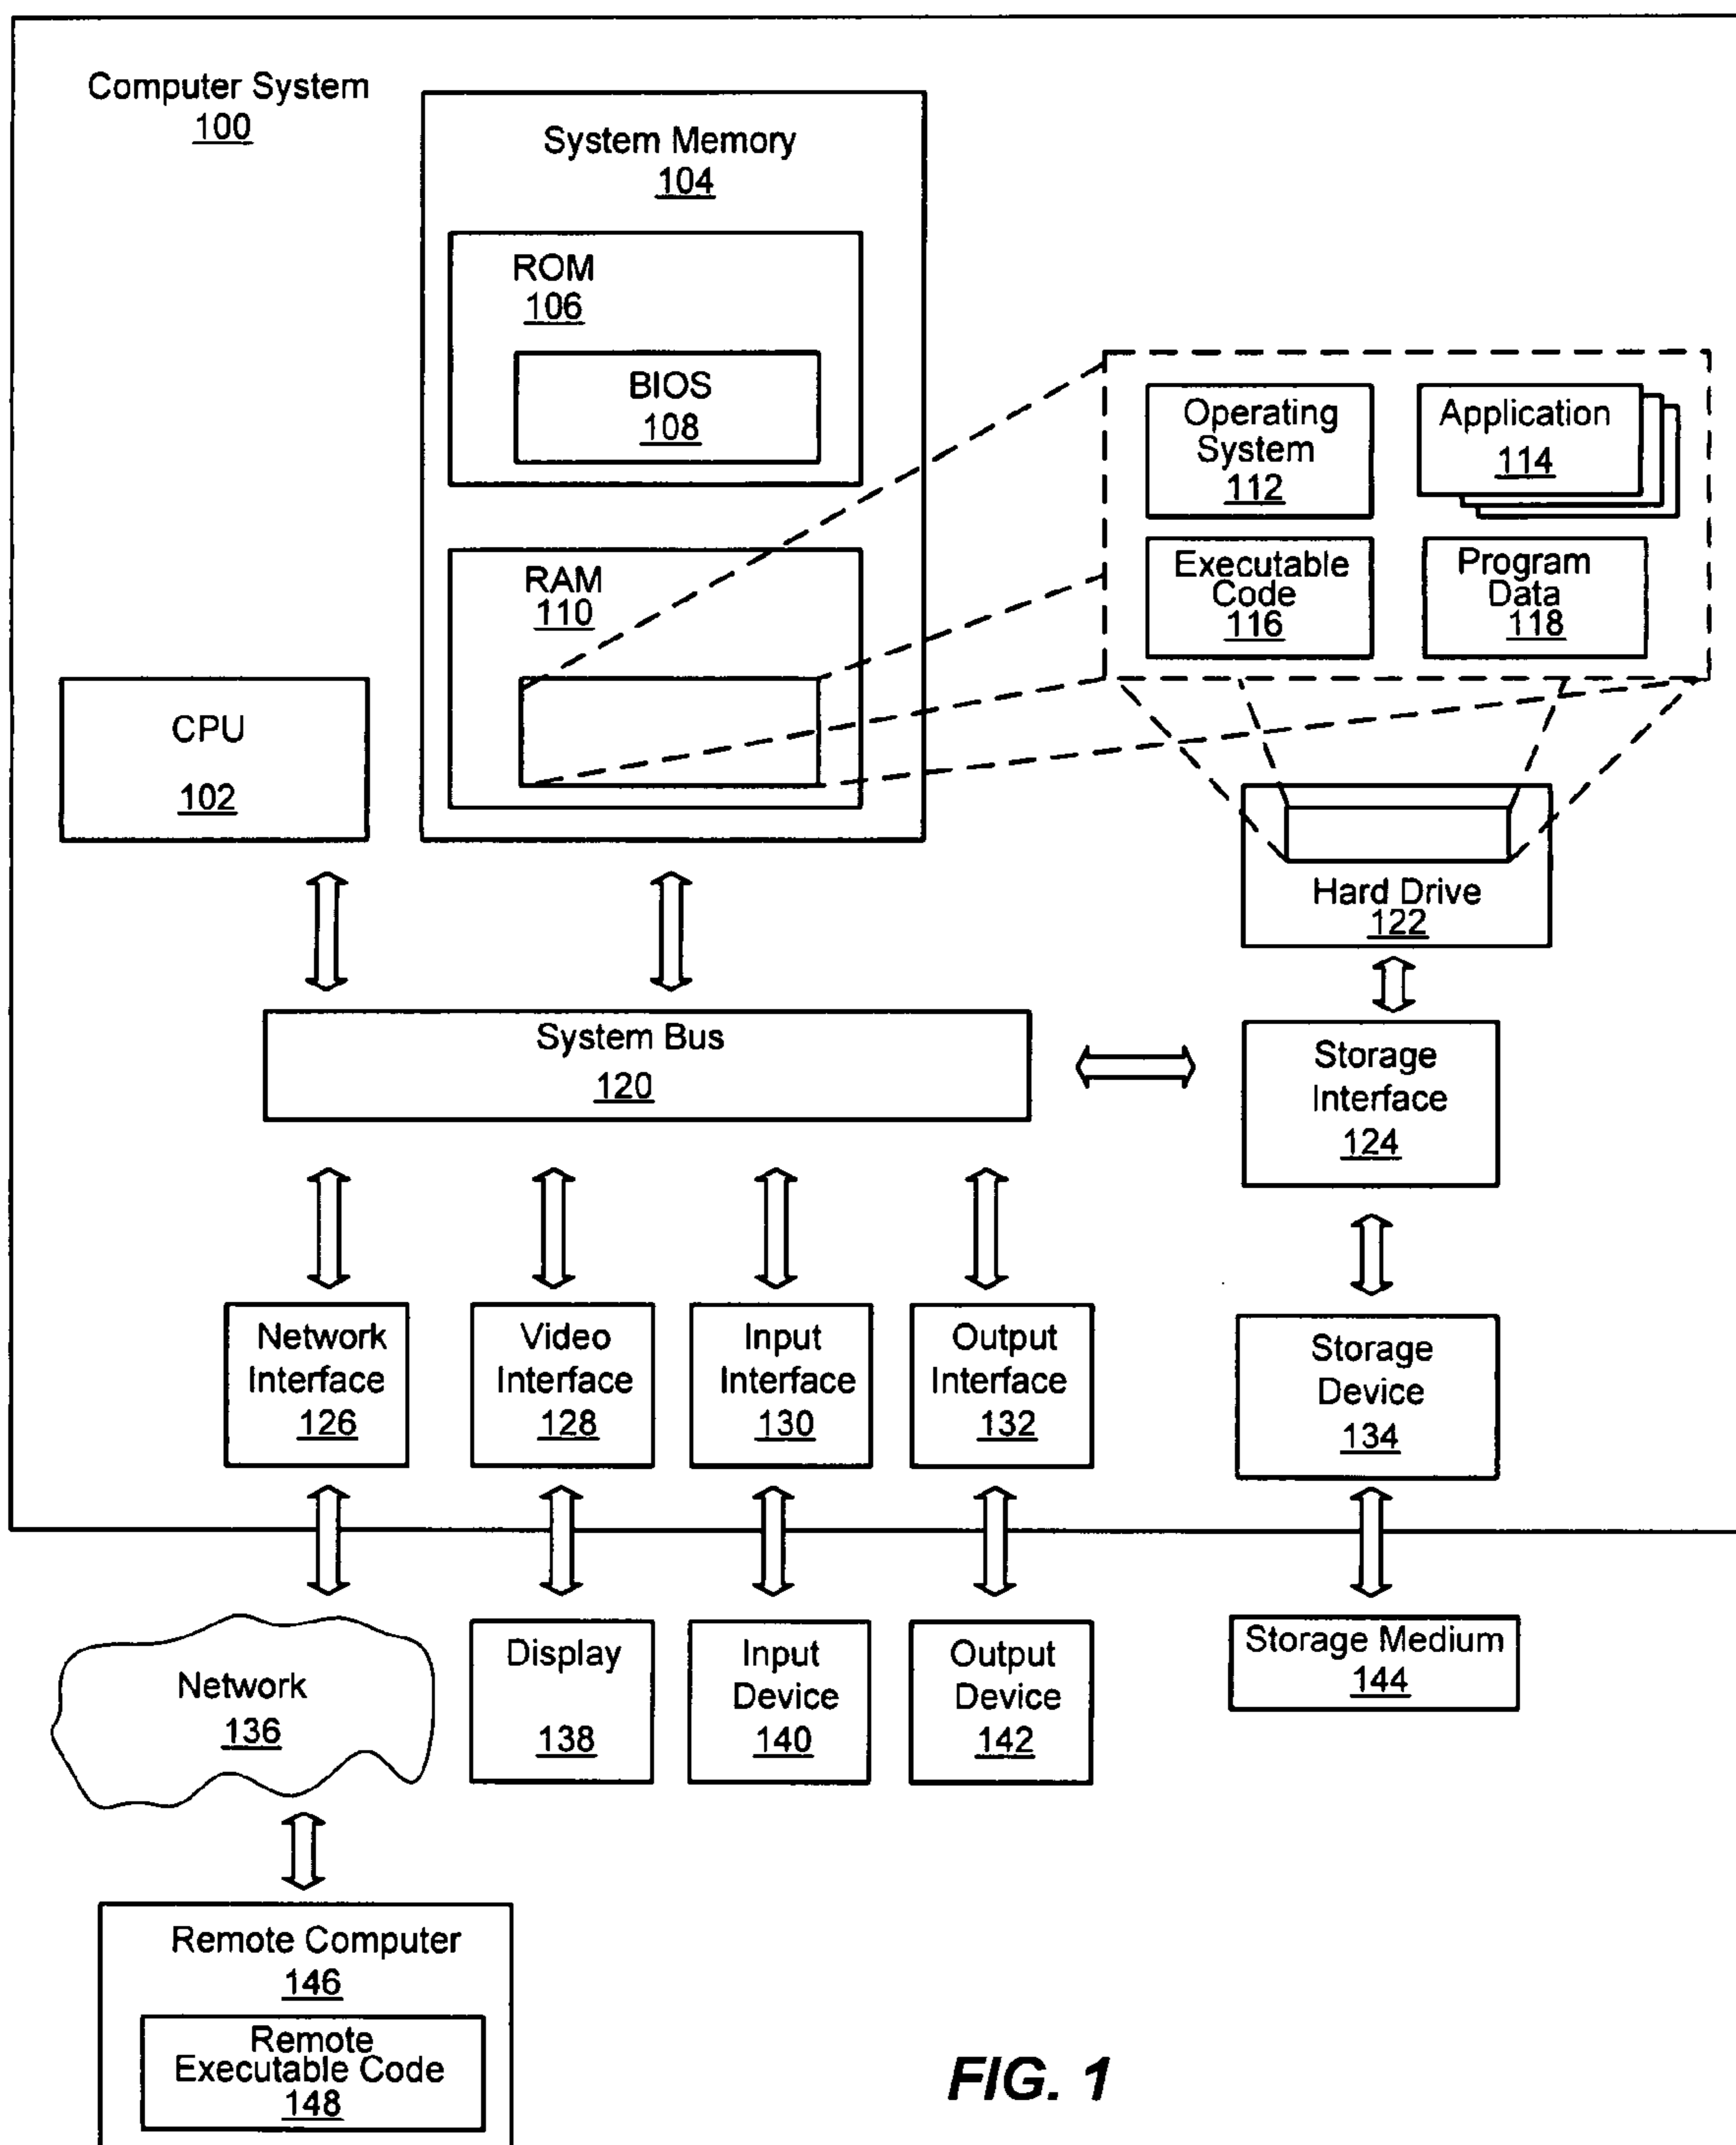 Computer System
100
System Memory
104
ROM
106
BIOS
108
RAM
110
Operating
System
112
Application
114
Executable
Code
116
Program
Data
118
CPU
102
Hard Drive
122
System Bus
120
Storage
Interface
124
Network
Interface
126
Video
Interface
128
Input
Interface
130
Output
Interface
132
Storage
Device
134
Network
136
Display
138
Input
Device
140
Output
Device
142
Storage Medium
144
Remote Computer
146
Remote
Executable Code
148
FIG. 1